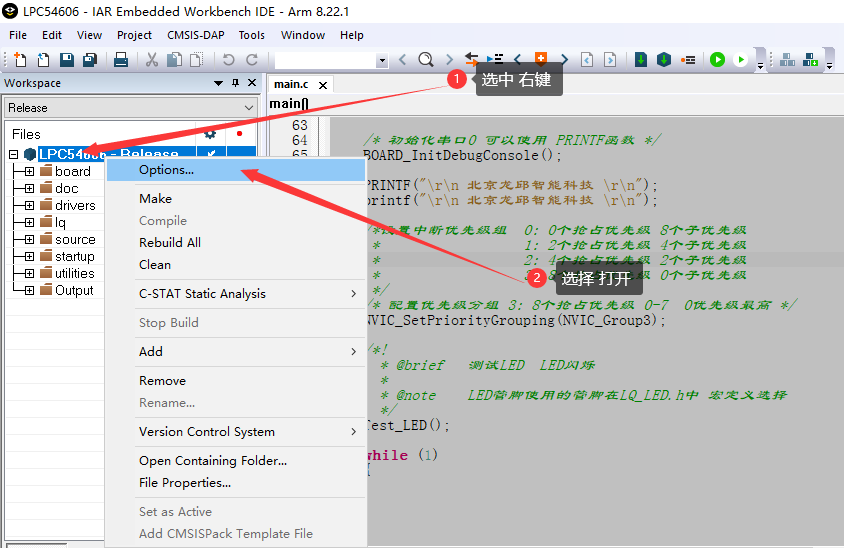 LPC54606 - IAR Embedded Workbench IDE - Arm 8.22.1
File Edit View Project CMSIS-DAP Tools Window Help
Workspace
main.c
1 选中 右键
Release
main()
Files
63
64
65
LPC54606 - Release
board
doc
drivers
lq
source
startup
utilities
Output
Options...
Make
Compile
Rebuild All
Clean
C-STAT Static Analysis
Stop Build
Add
Remove
Rename...
Version Control System
Open Containing Folder...
File Properties...
Set as Active
Add CMSISPack Template File
/* 初始化串口0 可以使用 PRINTF函数 */
BOARD_InitDebugConsole();
PRINTF("\r\n 北京龙邱智能科技 \r\n");
printf("\r\n 北京龙邱智能科技 \r\n");
/*设置中断优先级组 0: 0个抢占优先级 8个子优先级
* 1: 2个抢占优先级 4个子优先级
* 2: 4个抢占优先级 2个子优先级
优先级 0个子优先级
2 选择 打开
*/
/* 配置优先级分组 3: 8个抢占优先级 0-7 0优先级最高 */
NVIC_SetPriorityGrouping(NVIC_Group3);
/*!
* @brief 测试LED LED闪烁
*
* @note LED管脚使用的管脚在LQ_LED.h中 宏定义选择
*/
Test_LED();
while (1)
{